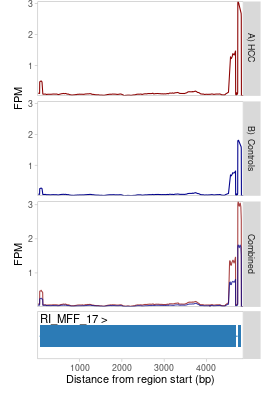 3
2
1
FPM
A) HCC
3
2
1
B) Controls
3
2
1
FPM
Combined
RI_MFF_17 >
1000 2000 3000 4000
Distance from region start (bp)